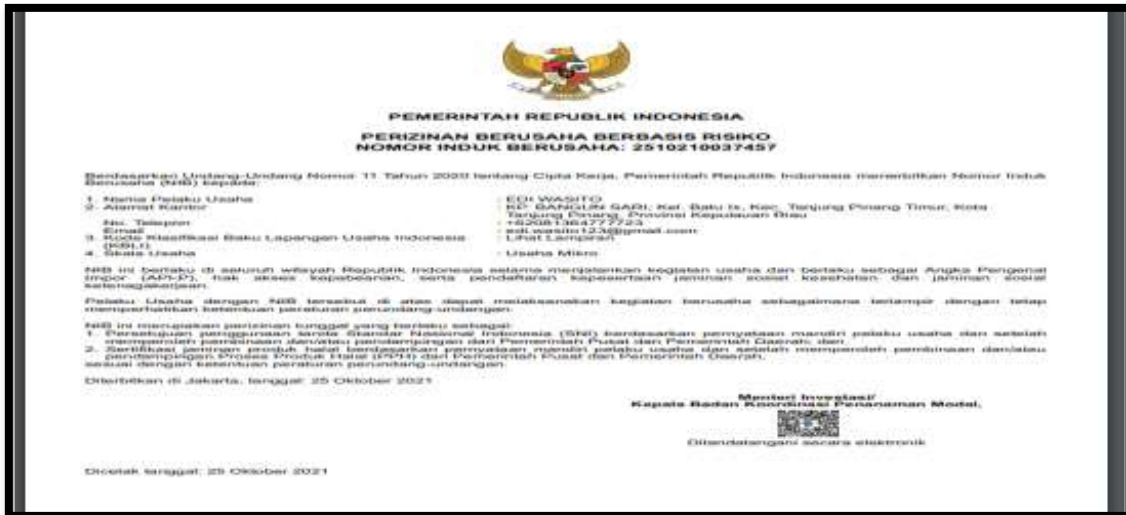 PEMERINTAH REPUBLIK INDONESIA
PERIZINAN BERUSAHA BERBASIS RISIKO
NOMOR INDUK BERUSAHA: 2510210037457
Berdasarkan Undang-Undang Nomor 11 Tahun 2020 tentang Cipta Kerja, Pemerintah Republik Indonesia menerbitkan Nomor Induk
Berusaha (NIB) kepada:
1. Nama Pelaku Usaha : EDI WASITO
2. Alamat Kantor : KP. BANGUN SARI, Kel. Batu Ix, Kec. Tanjung Pinang Timur, Kota
Tanjung Pinang, Provinsi Kepulauan Riau
No. Telepon : +6281364777723
Email : edi.wasito123@gmail.com
3. Kode Klasifikasi Baku Lapangan Usaha Indonesia : Lihat Lampiran
(KBLI)
4. Skala Usaha : Usaha Mikro
NIB ini berlaku di seluruh wilayah Republik Indonesia selama menjalankan kegiatan usaha dan berlaku sebagai Angka Pengenal
Impor (API-P), hak akses kepabeanan, serta pendaftaran kepesertaan jaminan sosial kesehatan dan jaminan sosial
ketenagakerjaan.
Pelaku Usaha dengan NIB tersebut di atas dapat melaksanakan kegiatan berusaha sebagaimana terlampir dengan tetap
memperhatikan ketentuan peraturan perundang-undangan.
NIB ini merupakan perizinan tunggal yang berlaku sebagai:
1. Persetujuan penggunaan tanda Standar Nasional Indonesia (SNI) berdasarkan pernyataan mandiri pelaku usaha dan setelah
memperoleh pembinaan dan/atau pendampingan dari Pemerintah Pusat dan Pemerintah Daerah; dan
2. Sertifikasi jaminan produk halal berdasarkan pernyataan mandiri pelaku usaha dan setelah memperoleh pembinaan dan/atau
pendampingan Proses Produk Halal (PPH) dari Pemerintah Pusat dan Pemerintah Daerah,
sesuai dengan ketentuan peraturan perundang-undangan.
Diterbitkan di Jakarta, tanggal: 25 Oktober 2021
Menteri Investasi/
Kepala Badan Koordinasi Penanaman Modal,
Ditandatangani secara elektronik
Dicetak tanggal: 25 Oktober 2021